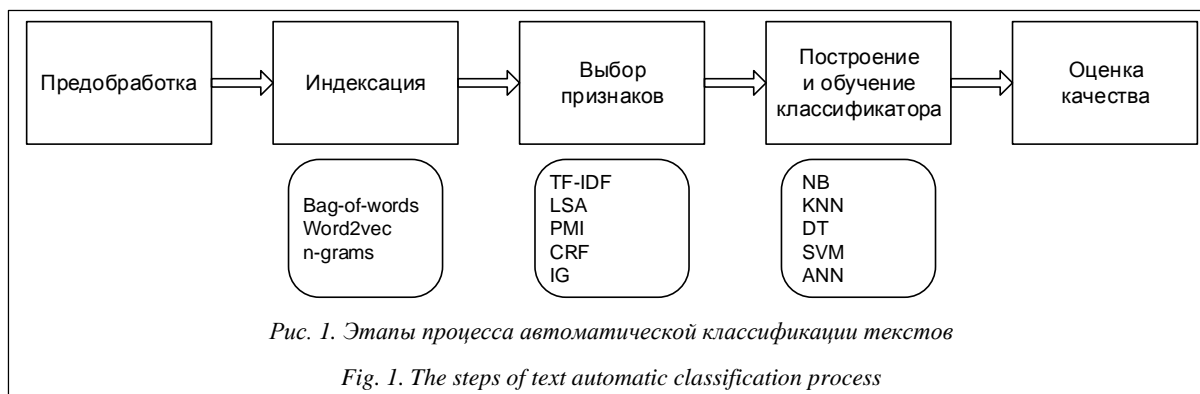 Предобработка
Индексация
Выбор
признаков
Построение
и обучение
классификатора
Оценка
качества
Bag-of-words
Word2vec
n-grams
TF-IDF
LSA
PMI
CRF
IG
NB
KNN
DT
SVM
ANN
Рис. 1. Этапы процесса автоматической классификации текстов
Fig. 1. The steps of text automatic classification process